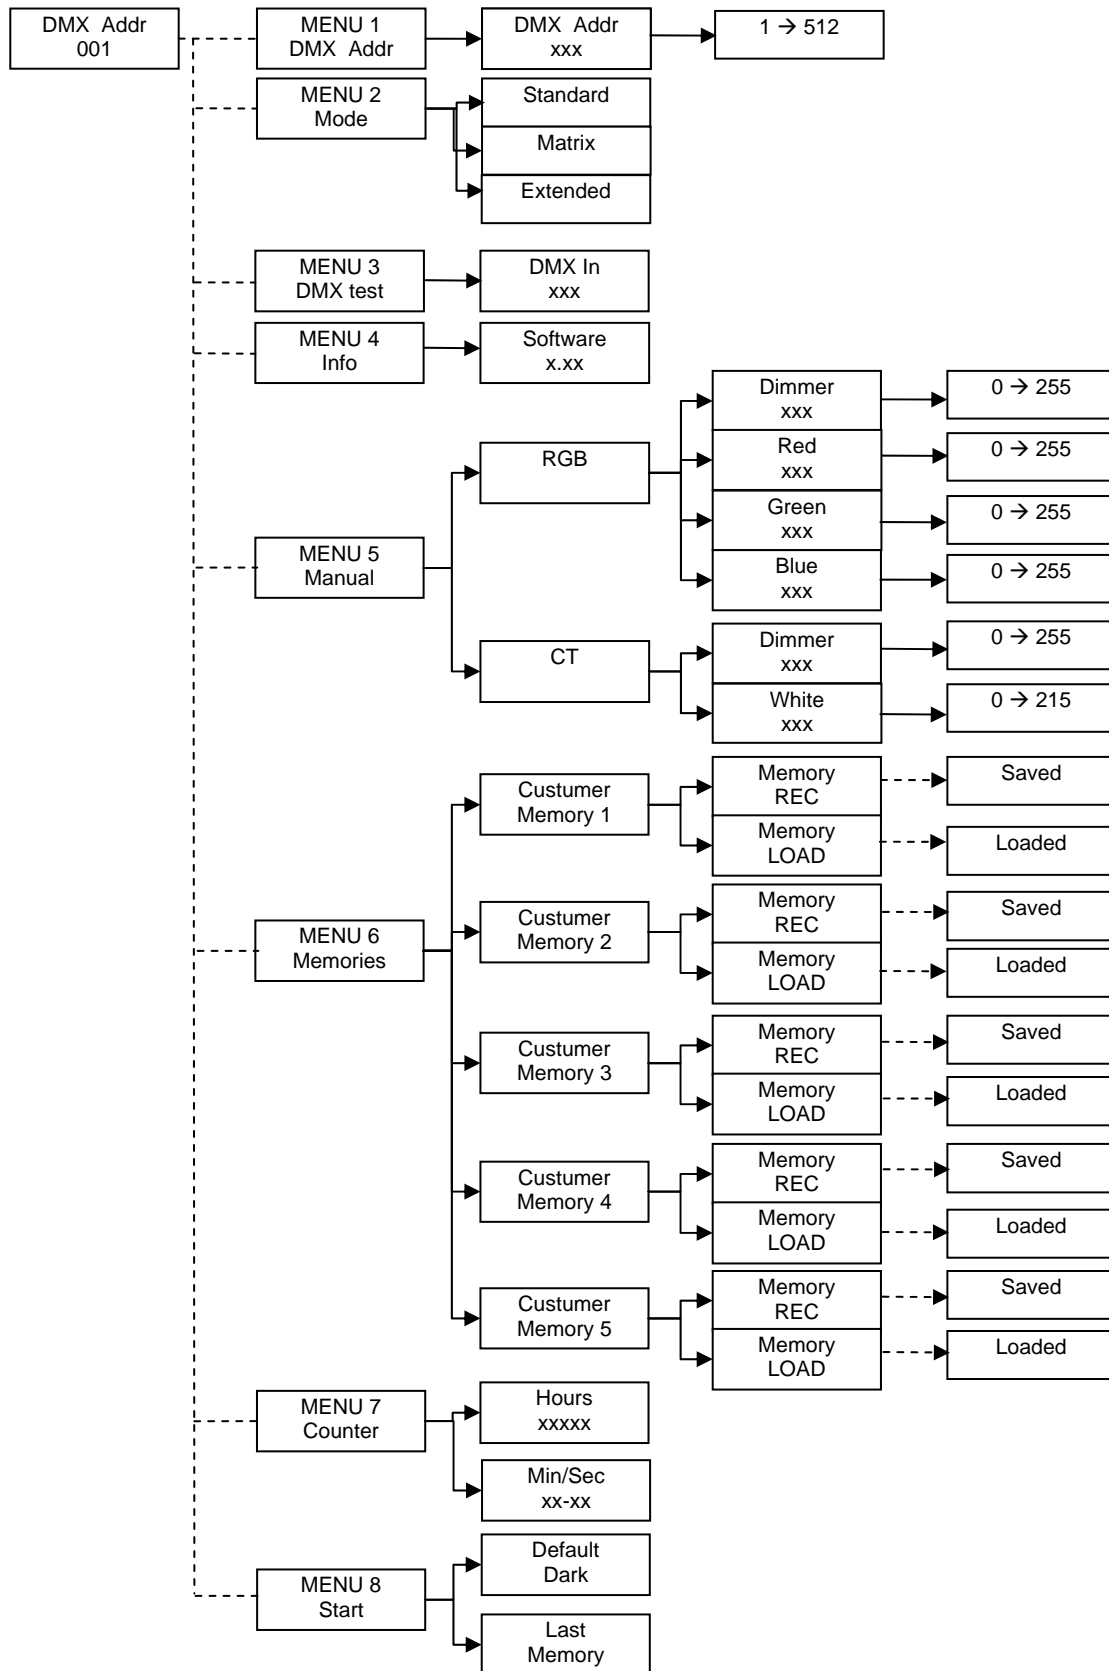 DMX Addr
001
MENU 1
DMX Addr
DMX Addr
xxx
1 → 512
MENU 2
Mode
Standard
Matrix
Extended
MENU 3
DMX test
DMX In
xxx
MENU 4
Info
Software
x.xx
MENU 5
Manual
RGB
Dimmer
xxx
0 → 255
Red
xxx
0 → 255
Green
xxx
0 → 255
Blue
xxx
0 → 255
CT
Dimmer
xxx
0 → 255
White
xxx
0 → 215
MENU 6
Memories
Custumer
Memory 1
Memory
REC
Saved
Memory
LOAD
Loaded
Custumer
Memory 2
Memory
REC
Saved
Memory
LOAD
Loaded
Custumer
Memory 3
Memory
REC
Saved
Memory
LOAD
Loaded
Custumer
Memory 4
Memory
REC
Saved
Memory
LOAD
Loaded
Custumer
Memory 5
Memory
REC
Saved
Memory
LOAD
Loaded
MENU 7
Counter
Hours
xxxxx
Min/Sec
xx-xx
MENU 8
Start
Default
Dark
Last
Memory